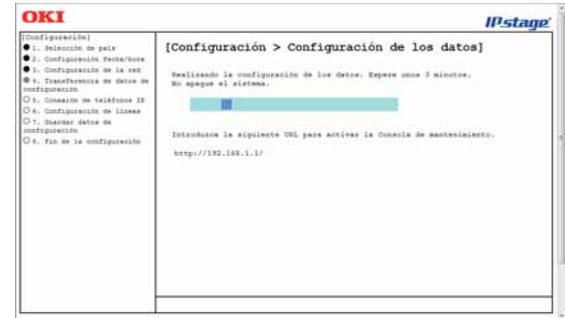 OKI
IPstage
[Configuración]
1. Selección de país
2. Configuración fecha/hora
3. Configuración de la red
4. Transferencia de datos de
configuración
5. Conexión de teléfonos IP
6. Configuración de líneas
7. Guardar datos de
configuración
8. Fin de la configuración
[Configuración > Configuración de los datos]
Realizando la configuración de los datos. Espere unos 3 minutos.
No apague el sistema.
Introduzca la siguiente URL para activar la Consola de mantenimiento.
http://192.168.1.1/